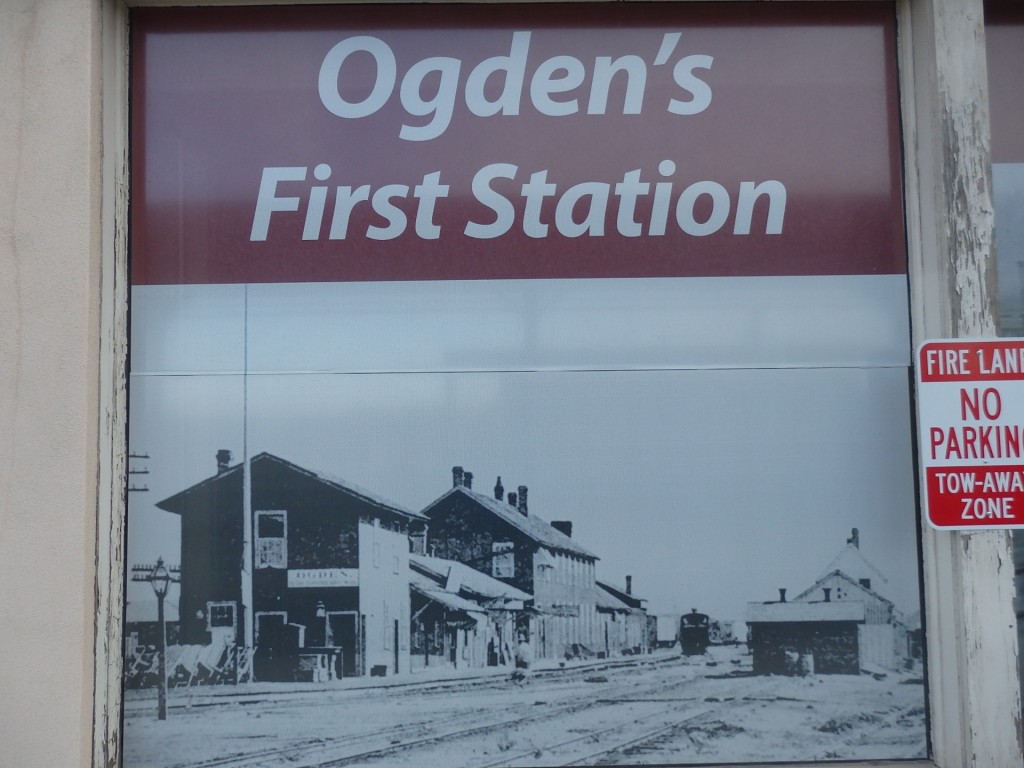 Ogden's
First Station
OGDEN.
FIRE LANE
NO
PARKING
TOW-AWAY
ZONE